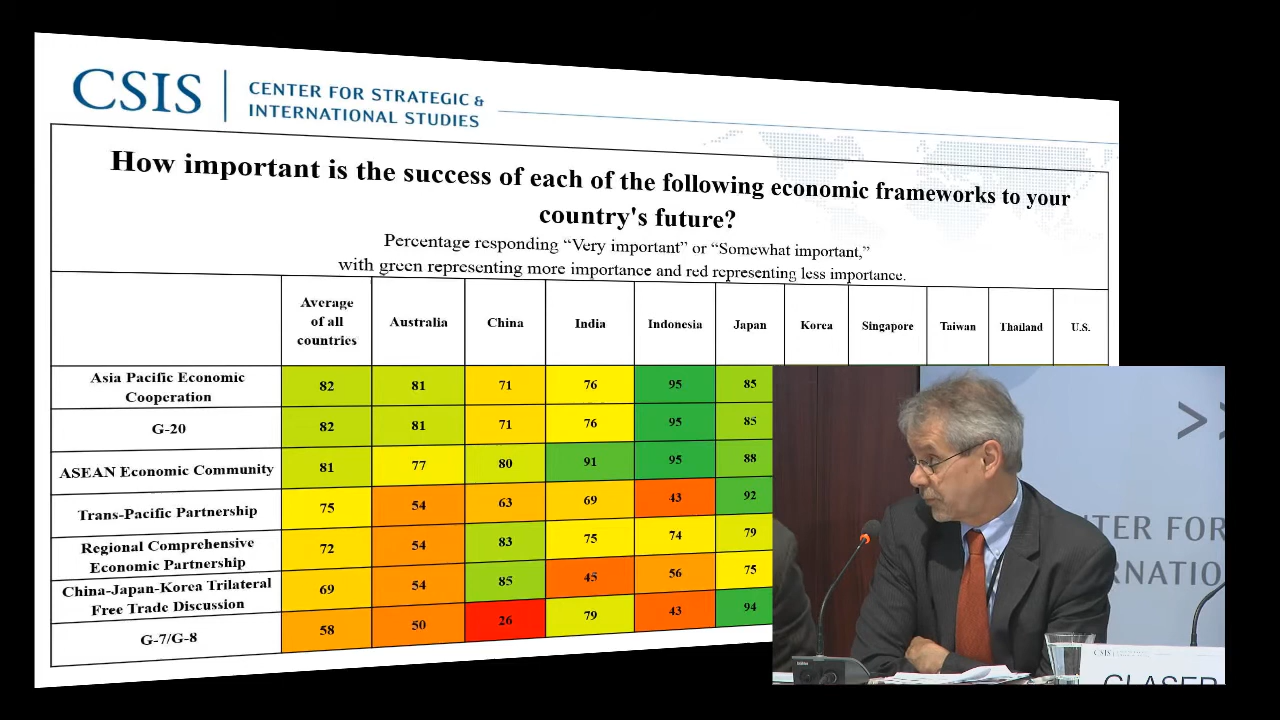 CSIS
CENTER FOR STRATEGIC &
INTERNATIONAL STUDIES
How important is the success of each of the following economic frameworks to your
country's future?
Percentage responding “Very important” or “Somewhat important,”
with green representing more importance and red representing less importance.
Average
of all
countries
Australia
China
India
Indonesia
Japan
Korea
Singapore
Taiwan
Thailand
U.S.
Asia Pacific Economic
Cooperation
82 81 71 76 95 85
G-20
82 81 71 76 95 85
ASEAN Economic Community
81 77 80 91 95 88
Trans-Pacific Partnership
75 54 63 69 43 92
Regional Comprehensive
Economic Partnership
72 54 83 75 74 79
China-Japan-Korea Trilateral
Free Trade Discussion
69 54 85 45 56 75
G-7/G-8
58 50 26 79 43 94
>>
TER FOR
RNATIO
CSIS
GLASER